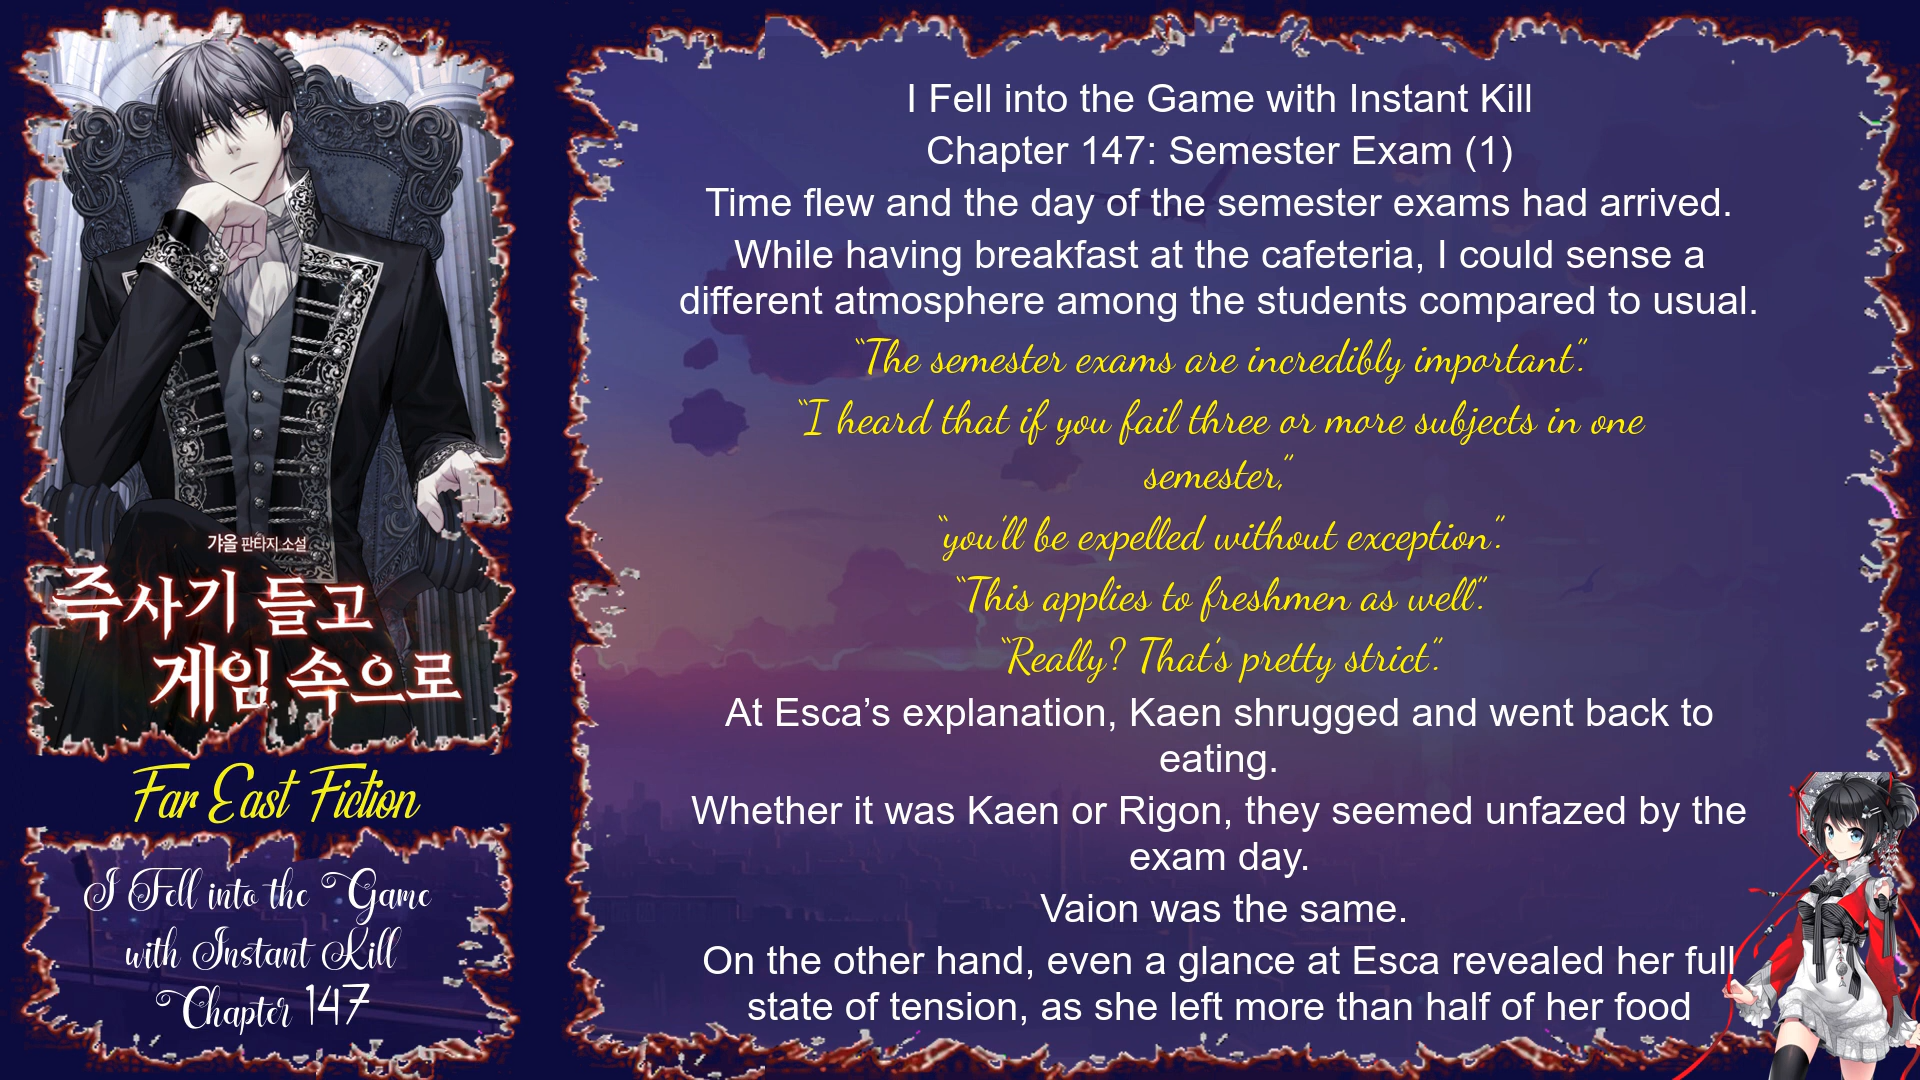 갸올 판타지 소설
즉사기 들고
게임 속으로
Far East Fiction
I Fell into the Game
with Instant Kill
Chapter 147
I Fell into the Game with Instant Kill
Chapter 147: Semester Exam (1)
Time flew and the day of the semester exams had arrived.
While having breakfast at the cafeteria, I could sense a
different atmosphere among the students compared to usual.
“The semester exams are incredibly important”.
“I heard that if you fail three or more subjects in one
semester,”
“you’ll be expelled without exception”.
“This applies to freshmen as well”.
“Really? That’s pretty strict”.
At Esca’s explanation, Kaen shrugged and went back to
eating.
Whether it was Kaen or Rigon, they seemed unfazed by the
exam day.
Vaion was the same.
On the other hand, even a glance at Esca revealed her full
state of tension, as she left more than half of her food